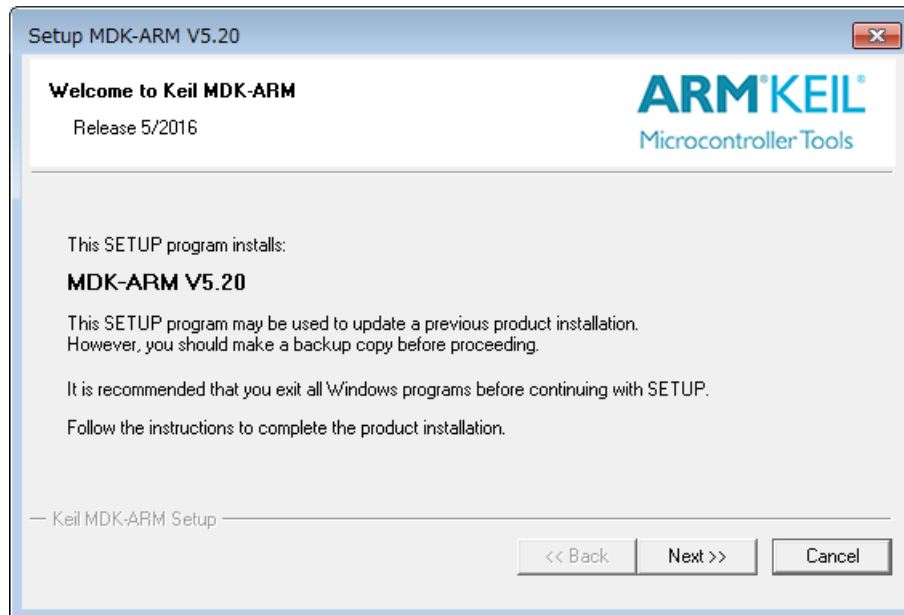 Setup MDK-ARM V5.20
Welcome to Keil MDK-ARM
Release 5/2016
ARM®KEIL®
Microcontroller Tools
This SETUP program installs:
MDK-ARM V5.20
This SETUP program may be used to update a previous product installation.
However, you should make a backup copy before proceeding.
It is recommended that you exit all Windows programs before continuing with SETUP.
Follow the instructions to complete the product installation.
Keil MDK-ARM Setup
<< Back
Next >>
Cancel